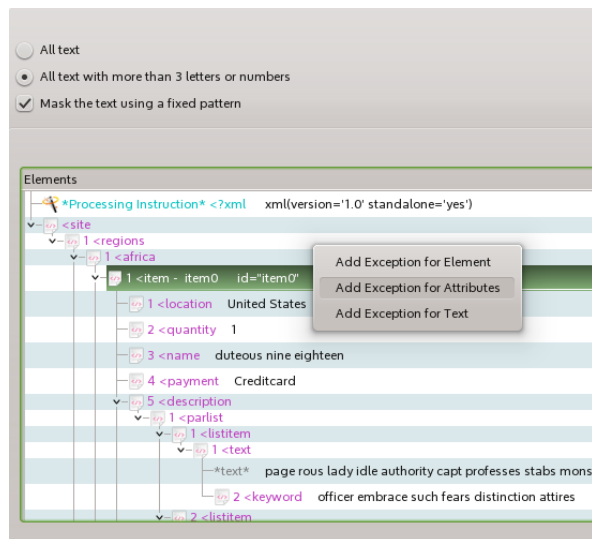 All text
All text with more than 3 letters or numbers
Mask the text using a fixed pattern
Elements
*Processing Instruction* <?xml xml(version='1.0' standalone='yes')
<site
1 <regions
1 <africa
Add Exception for Element
1 <item - item0 id="item0"
Add Exception for Attributes
1 <location United States
Add Exception for Text
2 <quantity 1
3 <name duteous nine eighteen
4 <payment Creditcard
5 <description
1 <parlist
1 <listitem
1 <text
*text* page rous lady idle authority capt professes stabs mons
2 <keyword officer embrace such fears distinction attires
2 <listitem